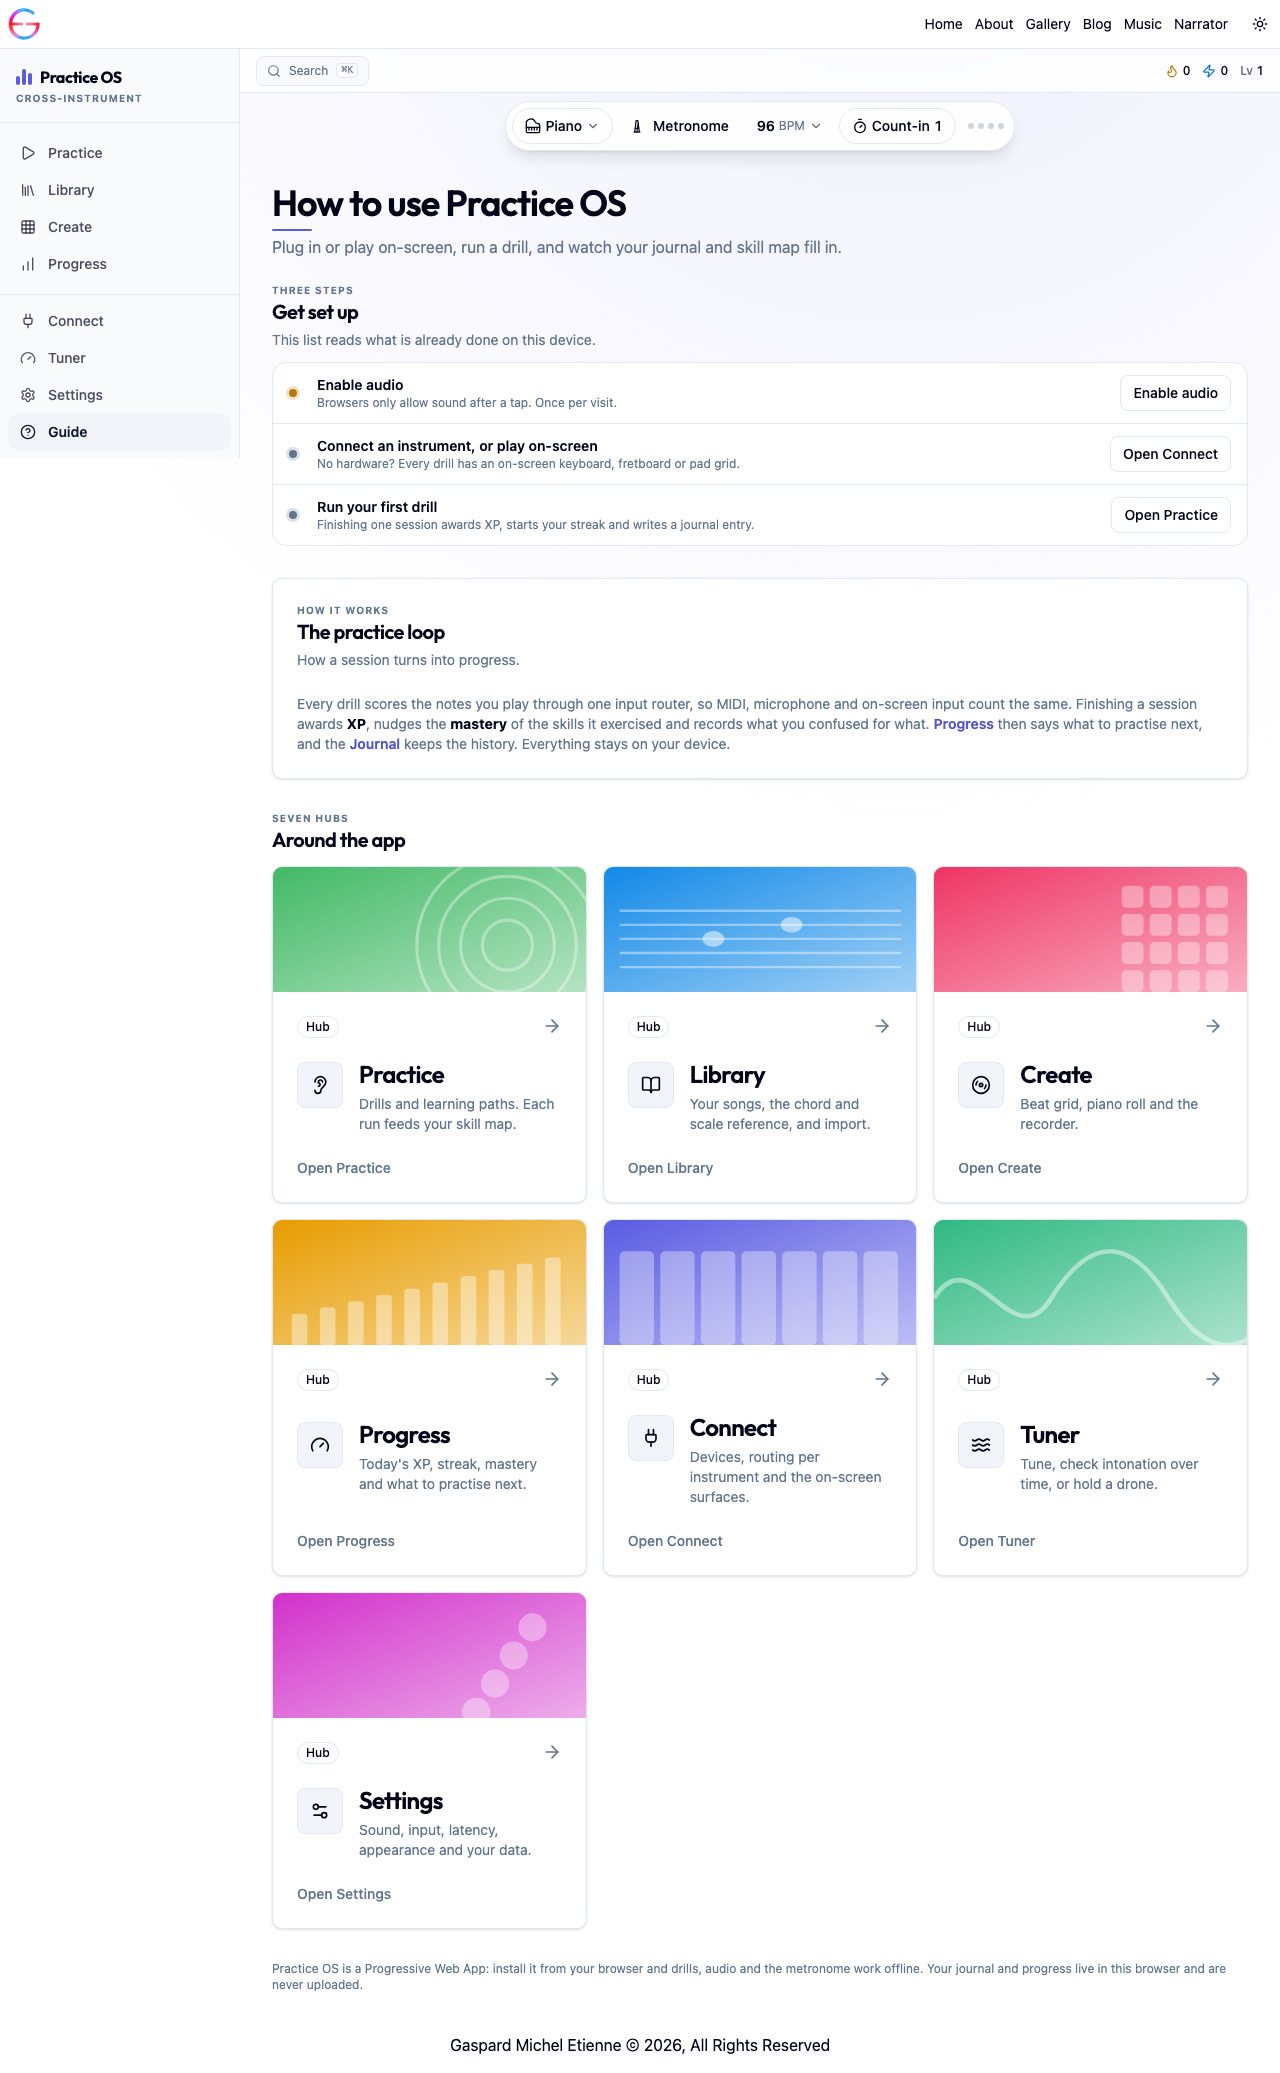 Home About Gallery Blog Music Narrator
Practice OS
CROSS-INSTRUMENT
Practice
Library
Create
Progress
Connect
Tuner
Settings
Guide
Search ⌘K
0 0 Lv 1
Piano Metronome 96 BPM Count-in 1
How to use Practice OS
Plug in or play on-screen, run a drill, and watch your journal and skill map fill in.
THREE STEPS
Get set up
This list reads what is already done on this device.
Enable audio
Browsers only allow sound after a tap. Once per visit.
Enable audio
Connect an instrument, or play on-screen
No hardware? Every drill has an on-screen keyboard, fretboard or pad grid.
Open Connect
Run your first drill
Finishing one session awards XP, starts your streak and writes a journal entry.
Open Practice
HOW IT WORKS
The practice loop
How a session turns into progress.
Every drill scores the notes you play through one input router, so MIDI, microphone and on-screen input count the same. Finishing a session
awards XP, nudges the mastery of the skills it exercised and records what you confused for what. Progress then says what to practise next,
and the Journal keeps the history. Everything stays on your device.
SEVEN HUBS
Around the app
Hub
Practice
Drills and learning paths. Each
run feeds your skill map.
Open Practice
Hub
Library
Your songs, the chord and
scale reference, and import.
Open Library
Hub
Create
Beat grid, piano roll and the
recorder.
Open Create
Hub
Progress
Today's XP, streak, mastery
and what to practise next.
Open Progress
Hub
Connect
Devices, routing per
instrument and the on-screen
surfaces.
Open Connect
Hub
Tuner
Tune, check intonation over
time, or hold a drone.
Open Tuner
Hub
Settings
Sound, input, latency,
appearance and your data.
Open Settings
Practice OS is a Progressive Web App: install it from your browser and drills, audio and the metronome work offline. Your journal and progress live in this browser and are
never uploaded.
Gaspard Michel Etienne © 2026, All Rights Reserved